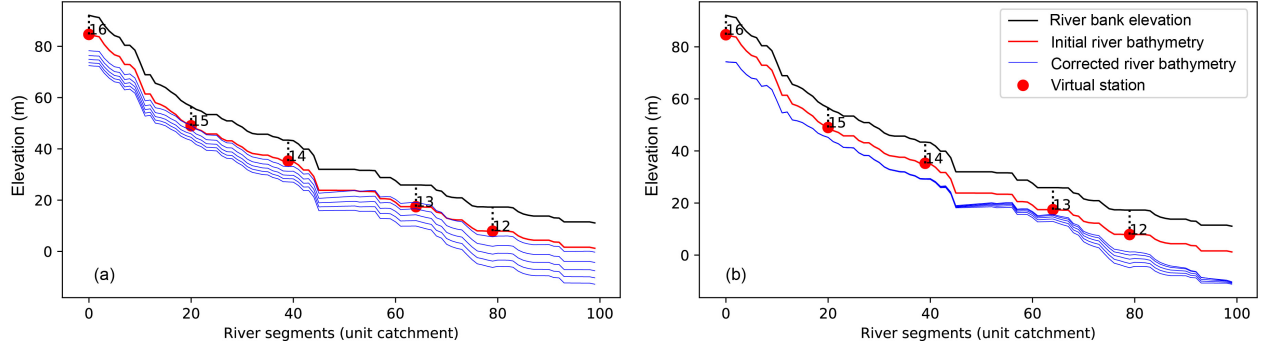 80
60
40
20
0
Elevation (m)
16
15
14
13
12
(a)
0 20 40 60 80 100
River segments (unit catchment)
80
60
40
20
0
Elevation (m)
16
15
14
13
12
(b)
0 20 40 60 80 100
River segments (unit catchment)
River bank elevation
Initial river bathymetry
Corrected river bathymetry
Virtual station